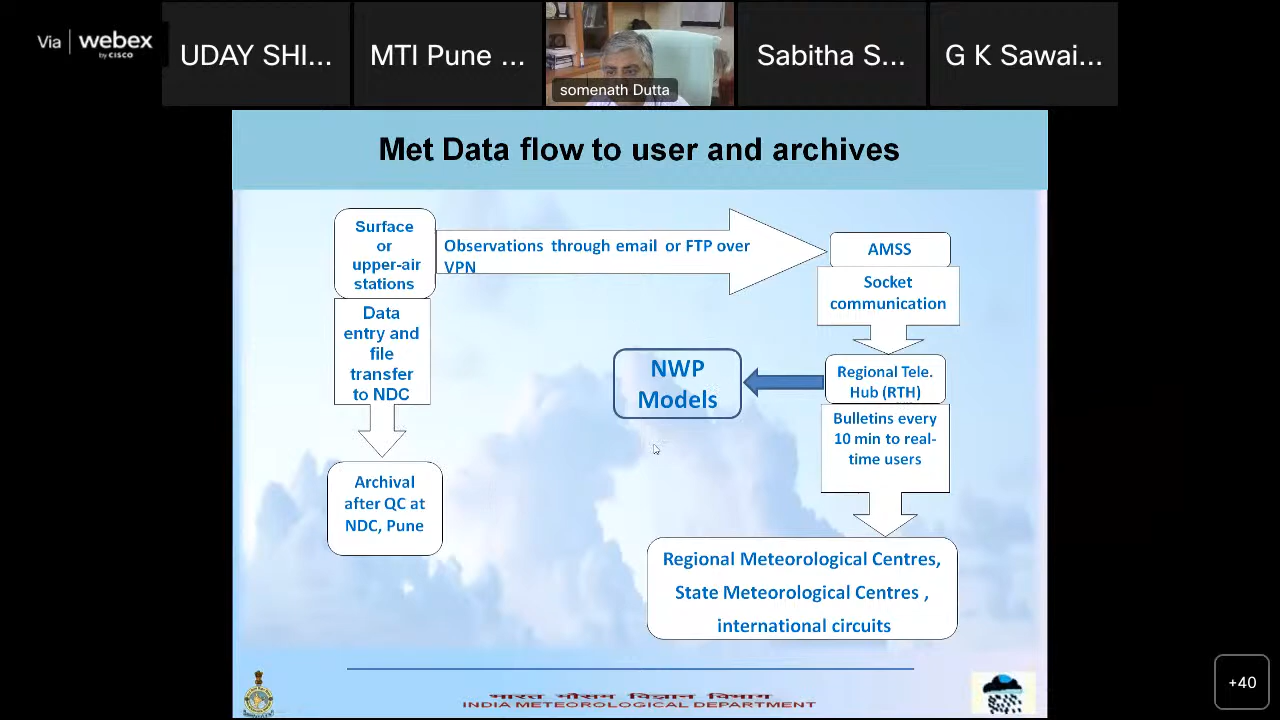 Via webex
by CISCO
UDAY SHI...
MTI Pune ...
somenath Dutta
Sabitha S...
G K Sawai...
Met Data flow to user and archives
Surface
or
upper-air
stations
Observations through email or FTP over
VPN
AMSS
Socket
communication
Data
entry and
file
transfer
to NDC
NWP
Models
Regional Tele.
Hub (RTH)
Bulletins every
10 min to real-
time users
Archival
after QC at
NDC, Pune
Regional Meteorological Centres,
State Meteorological Centres ,
international circuits
भारत मौसम विज्ञान विभाग
INDIA METEOROLOGICAL DEPARTMENT
+40